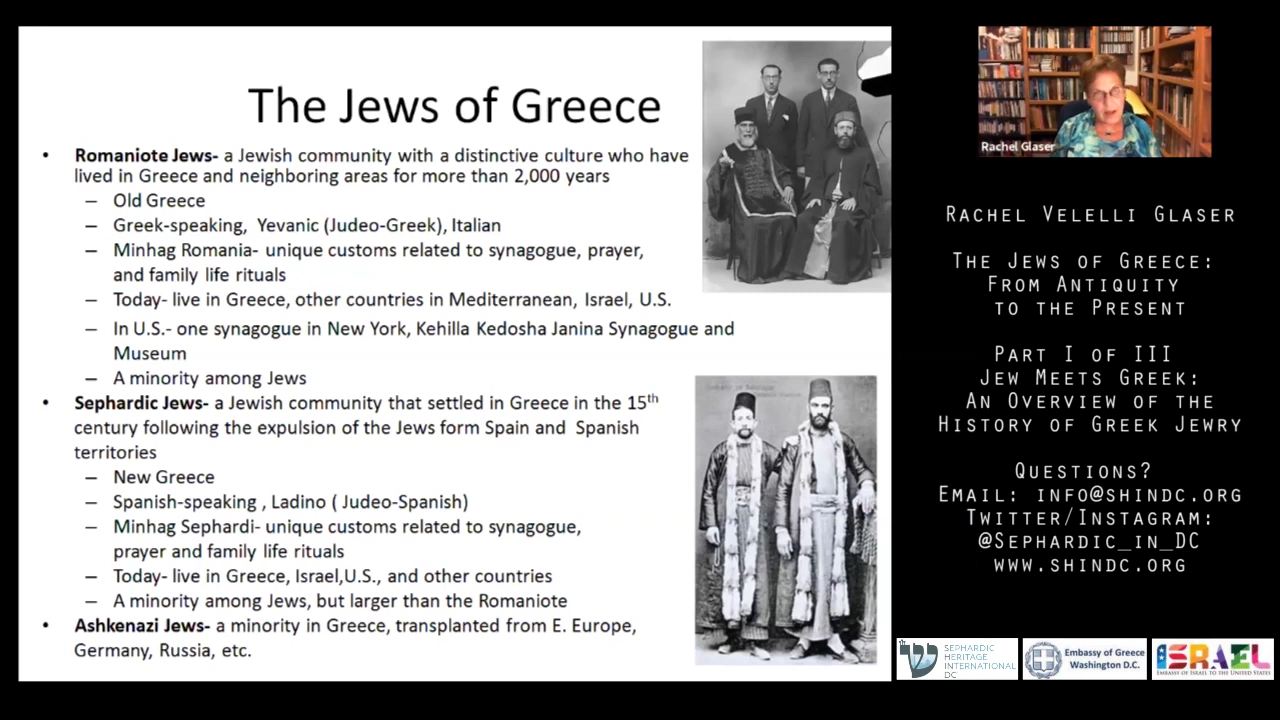 The Jews of Greece
• Romaniote Jews- a Jewish community with a distinctive culture who have
lived in Greece and neighboring areas for more than 2,000 years
– Old Greece
– Greek-speaking, Yevanic (Judeo-Greek), Italian
– Minhag Romania- unique customs related to synagogue, prayer,
and family life rituals
– Today- live in Greece, other countries in Mediterranean, Israel, U.S.
– In U.S.- one synagogue in New York, Kehilla Kedosha Janina Synagogue and
Museum
– A minority among Jews
• Sephardic Jews- a Jewish community that settled in Greece in the 15th
century following the expulsion of the Jews form Spain and Spanish
territories
– New Greece
– Spanish-speaking , Ladino ( Judeo-Spanish)
– Minhag Sephardi- unique customs related to synagogue,
prayer and family life rituals
– Today- live in Greece, Israel,U.S., and other countries
– A minority among Jews, but larger than the Romaniote
• Ashkenazi Jews- a minority in Greece, transplanted from E. Europe,
Germany, Russia, etc.
Rachel Glaser
RACHEL VELELLI GLASER
THE JEWS OF GREECE:
FROM ANTIQUITY
TO THE PRESENT
PART I OF III
JEW MEETS GREEK:
AN OVERVIEW OF THE
HISTORY OF GREEK JEWRY
QUESTIONS?
EMAIL: INFO@SHINDC.ORG
TWITTER/INSTAGRAM:
@SEPHARDIC_IN_DC
WWW.SHINDC.ORG
SEPHARDIC
HERITAGE
INTERNATIONAL
DC
Embassy of Greece
Washington D.C.
ISRAEL
EMBASSY OF ISRAEL TO THE UNITED STATES